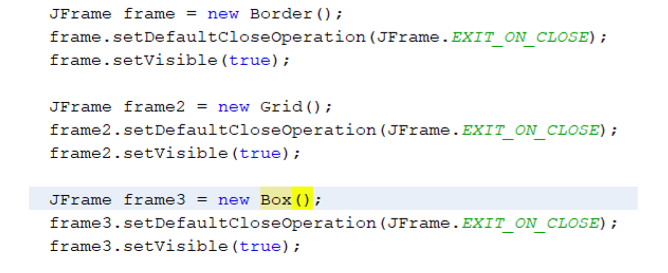 JFrame frame = new Border();
frame.setDefaultCloseOperation(JFrame.EXIT_ON_CLOSE);
frame.setVisible(true);
JFrame frame2 = new Grid();
frame2.setDefaultCloseOperation(JFrame.EXIT_ON_CLOSE);
frame2.setVisible(true);
JFrame frame3 = new Box();
frame3.setDefaultCloseOperation(JFrame.EXIT_ON_CLOSE);
frame3.setVisible(true);